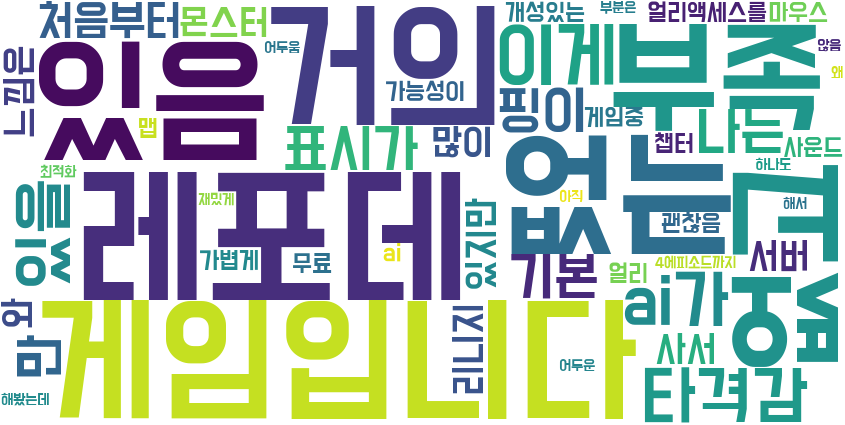 처음부터
몬스터
개성있는
부분은
얼리액세스를
마우스
어두움
않음
왜
느낌은
있음
거의
이게
부족
가능성이
핑이
게임중
맵
표시가
많이
나는
챕터
사운드
없는
최적화
하나도
있을
레포데
재밌게
아직
해서
괜찮음
있지만
ai
가볍게
무료
기본
서버
얼리
4에피소드까지
ai가
와
만
게임입니다
리니지
사서
어두운
타격감
해봤는데